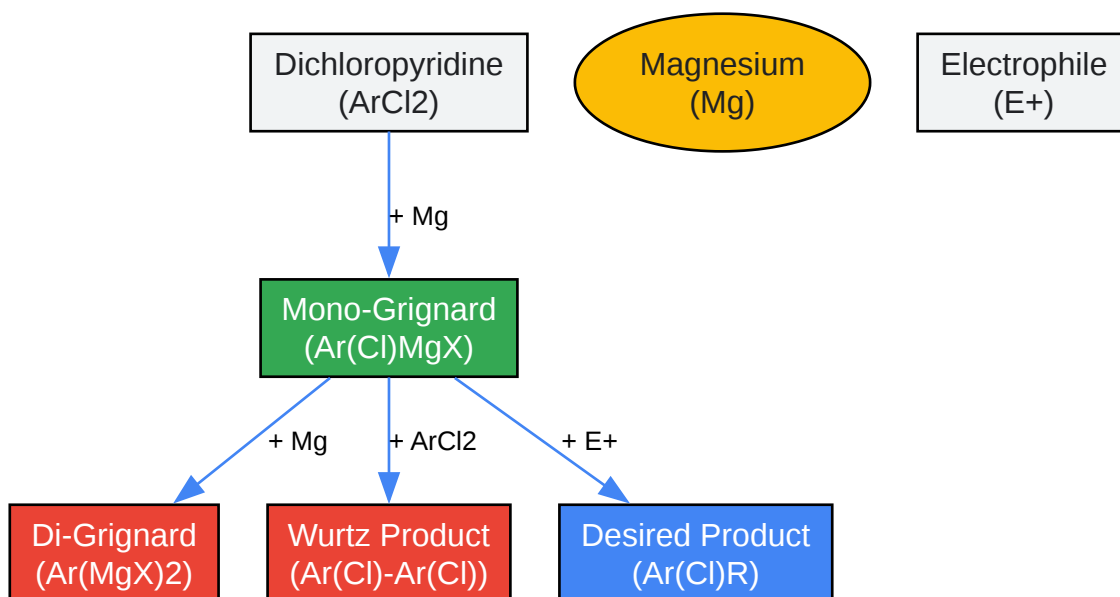 Dichloropyridine
(ArCl2)
Magnesium
(Mg)
Electrophile
(E+)
+ Mg
Mono-Grignard
(Ar(Cl)MgX)
+ Mg
+ ArCl2
+ E+
Di-Grignard
(Ar(MgX)2)
Wurtz Product
(Ar(Cl)-Ar(Cl))
Desired Product
(Ar(Cl)R)